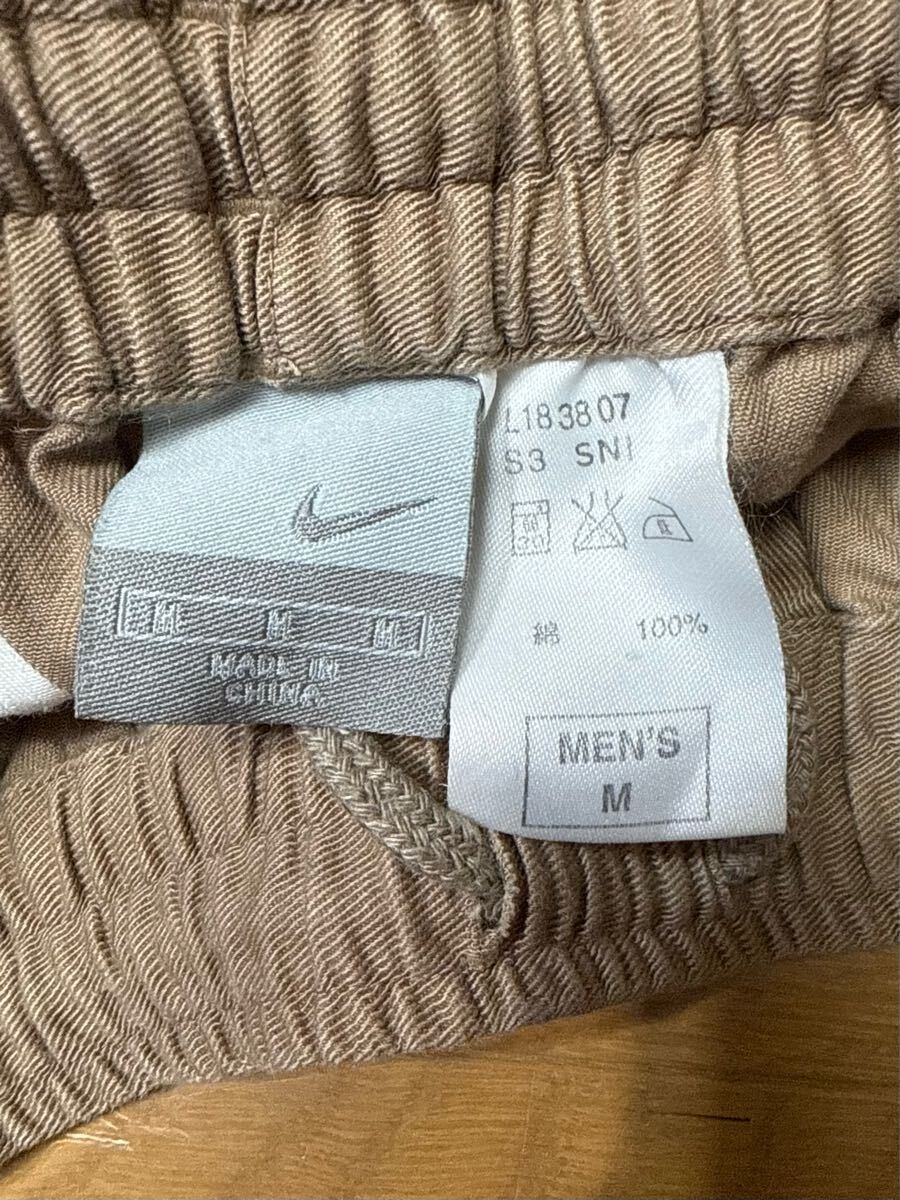 M M M
MADE IN
CHINA
L18 38 07
S3 SNI
綿 100%
MEN'S
M